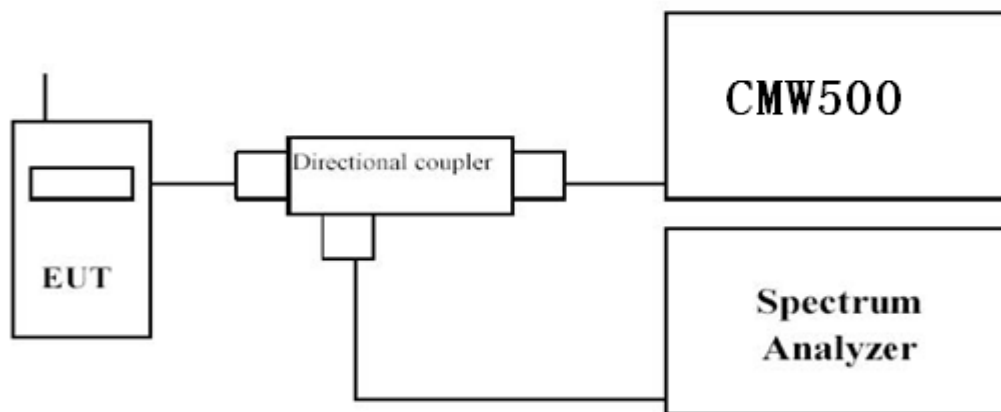 CMW500
Directional coupler
EUT
Spectrum
Analyzer